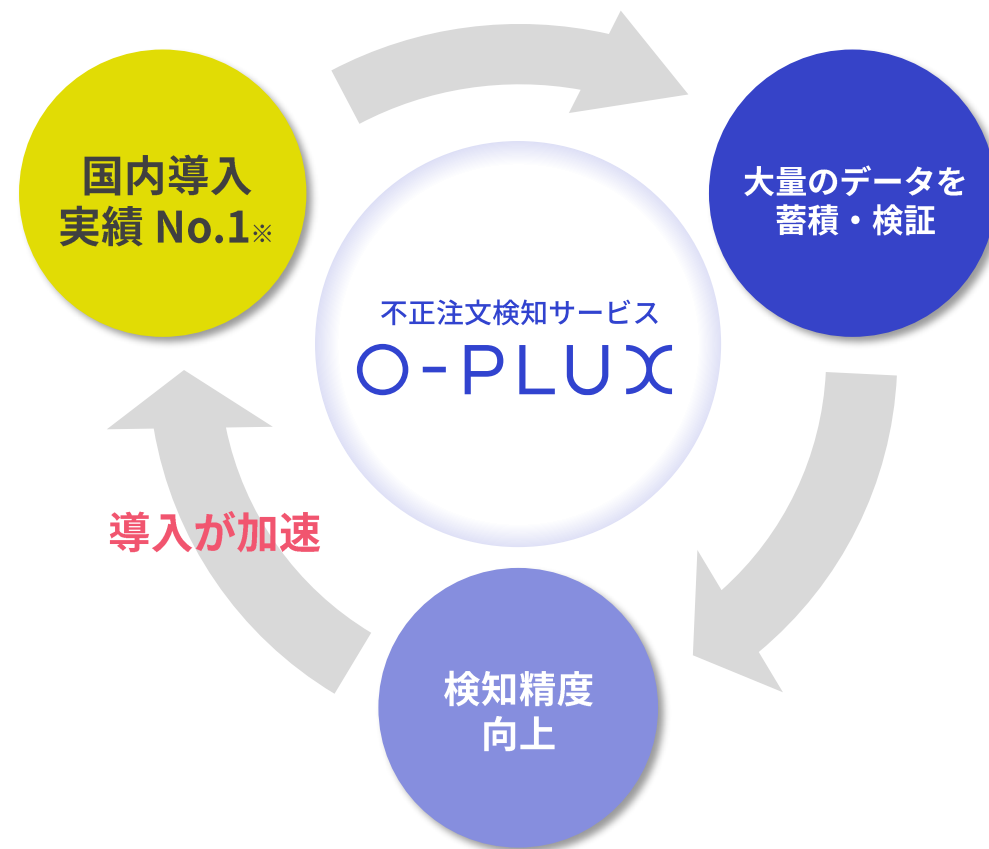 国内導入
実績 No.1※
大量のデータを
蓄積・検証
不正注文検知サービス
O-PLUX
導入が加速
検知精度
向上